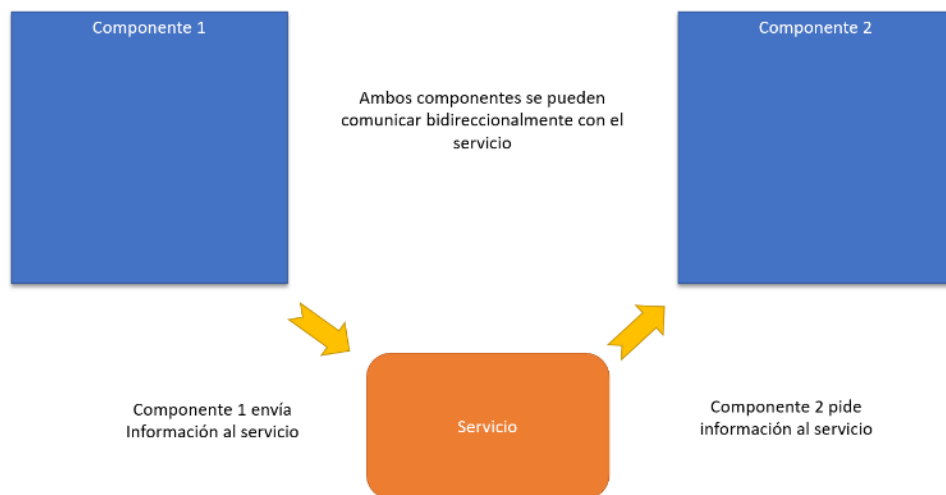 Componente 1
Componente 2
Ambos componentes se pueden
comunicar bidireccionalmente con el
servicio
Componente 1 envía
Información al servicio
Servicio
Componente 2 pide
información al servicio